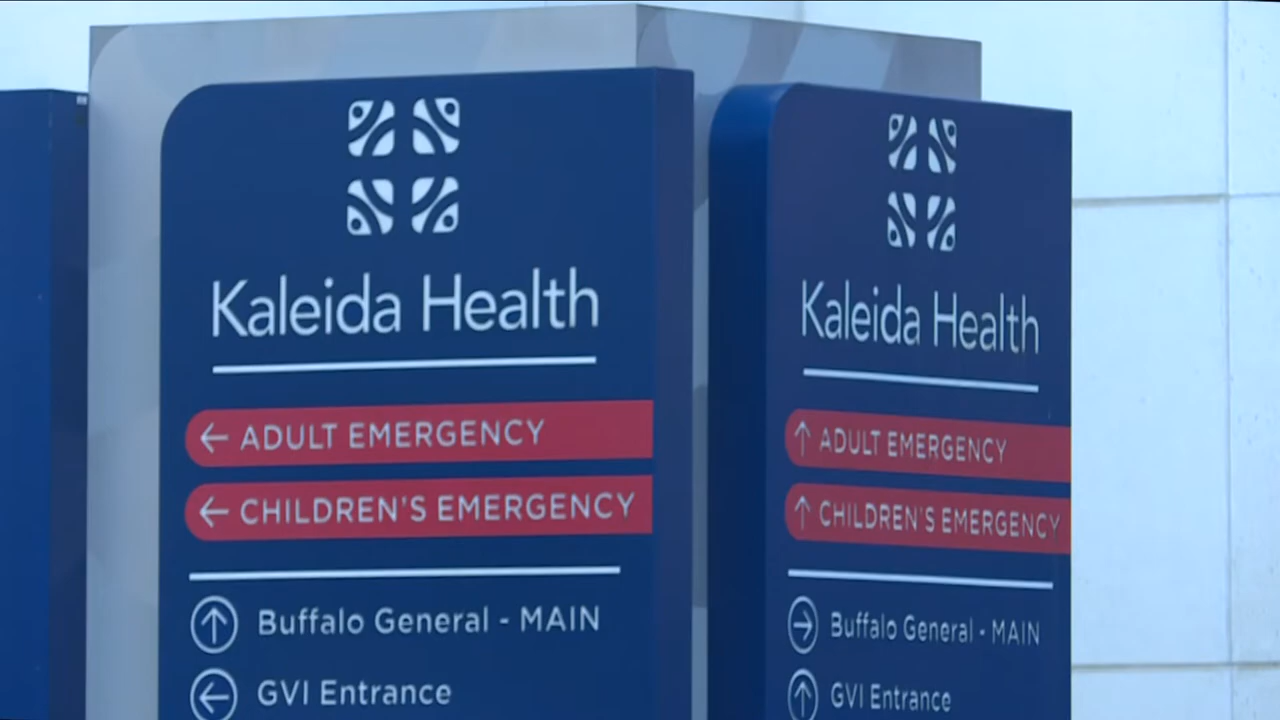 Kaleida Health
← ADULT EMERGENCY
← CHILDREN'S EMERGENCY
↑ Buffalo General - MAIN
← GVI Entrance
Kaleida Health
↑ ADULT EMERGENCY
↑ CHILDREN'S EMERGENCY
→ Buffalo General - MAIN
↑ GVI Entrance